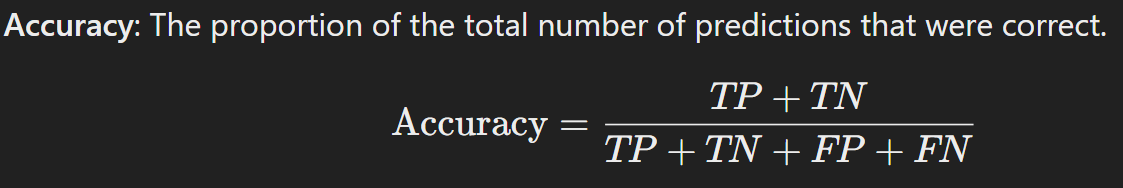 Accuracy: The proportion of the total number of predictions that were correct.
Accuracy = \frac{TP + TN}{TP + TN + FP + FN}